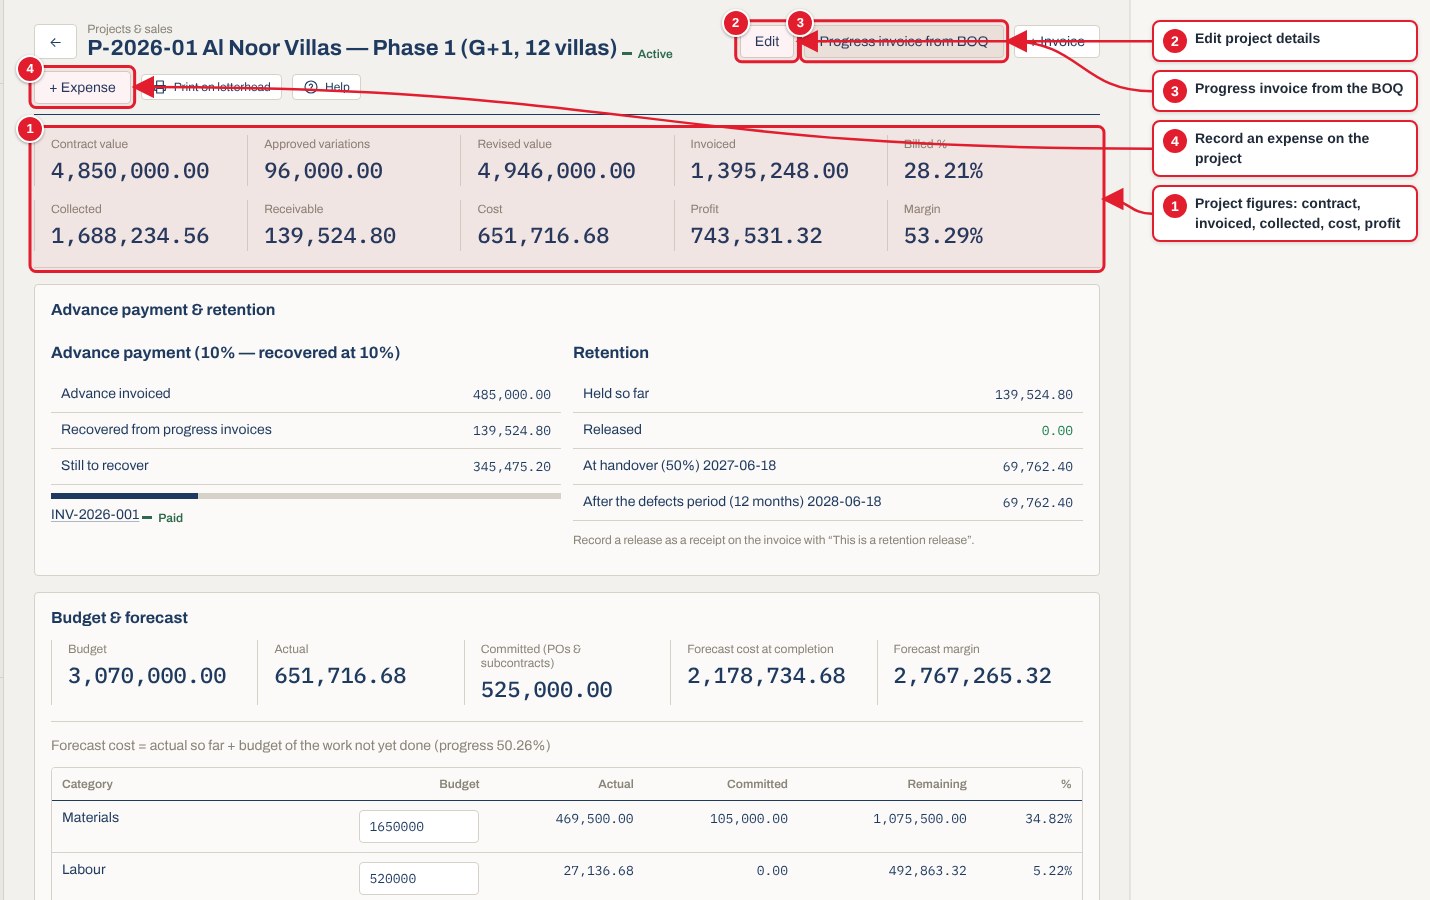 Projects & sales
← P-2026-01 Al Noor Villas — Phase 1 (G+1, 12 villas) Active
2 Edit 3 Progress invoice from BOQ + Invoice
4 + Expense Print on letterhead Help
1
Contract value Approved variations Revised value Invoiced Billed %
4,850,000.00 96,000.00 4,946,000.00 1,395,248.00 28.21%
Collected Receivable Cost Profit Margin
1,688,234.56 139,524.80 651,716.68 743,531.32 53.29%
2 Edit project details
3 Progress invoice from the BOQ
4 Record an expense on the
project
1 Project figures: contract,
invoiced, collected, cost, profit
Advance payment & retention
Advance payment (10% — recovered at 10%)
Advance invoiced 485,000.00
Recovered from progress invoices 139,524.80
Still to recover 345,475.20
INV-2026-001 Paid
Retention
Held so far 139,524.80
Released 0.00
At handover (50%) 2027-06-18 69,762.40
After the defects period (12 months) 2028-06-18 69,762.40
Record a release as a receipt on the invoice with “This is a retention release”.
Budget & forecast
Budget Actual Committed (POs & subcontracts) Forecast cost at completion Forecast margin
3,070,000.00 651,716.68 525,000.00 2,178,734.68 2,767,265.32
Forecast cost = actual so far + budget of the work not yet done (progress 50.26%)
Category Budget Actual Committed Remaining %
Materials 1650000 469,500.00 105,000.00 1,075,500.00 34.82%
Labour 520000 27,136.68 0.00 492,863.32 5.22%